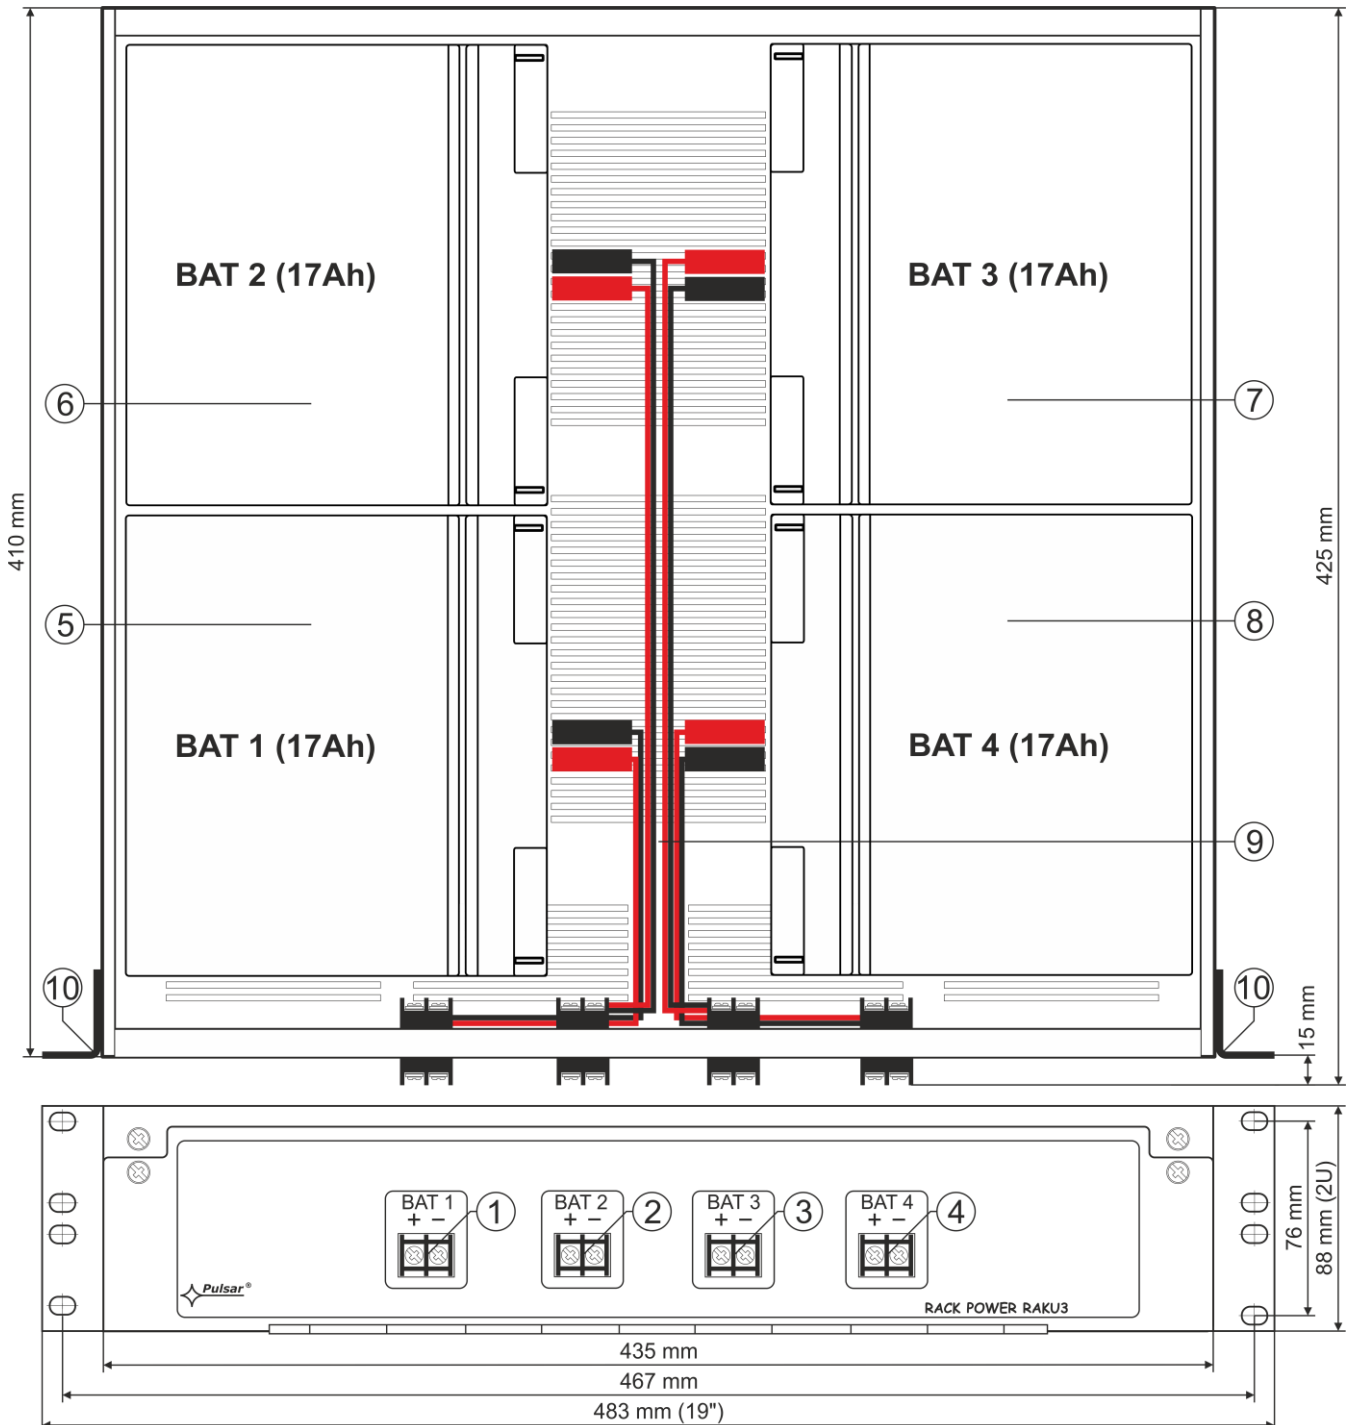 BAT 2 (17Ah)
BAT 3 (17Ah)
6
7
410 mm
425 mm
5
8
BAT 1 (17Ah)
BAT 4 (17Ah)
9
10
10
15 mm
BAT 1
+ −
1
BAT 2
+ −
2
BAT 3
+ −
3
BAT 4
+ −
4
76 mm
88 mm (2U)
Pulsar ®
RACK POWER RAKU3
435 mm
467 mm
483 mm (19")